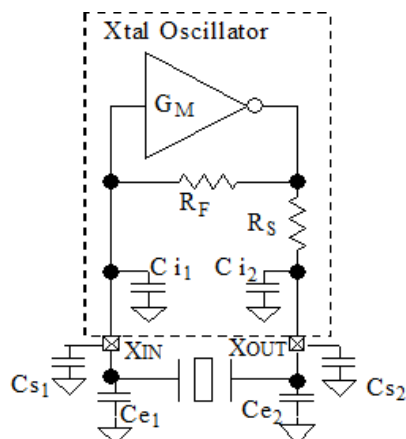 Xtal Oscillator
GM
RF
RS
Ci1
Ci2
XIN
XOUT
Cs1
Cs2
Ce1
Ce2